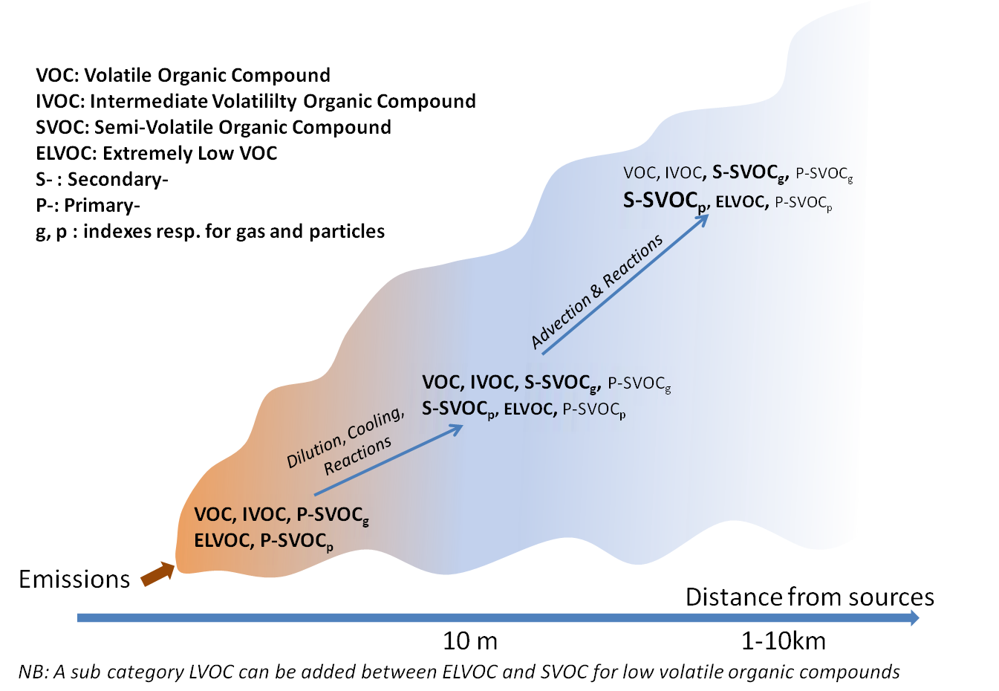 VOC: Volatile Organic Compound
IVOC: Intermediate Volatililty Organic Compound
SVOC: Semi-Volatile Organic Compound
ELVOC: Extremely Low VOC
S- : Secondary-
P-: Primary-
g, p : indexes resp. for gas and particles
VOC, IVOC, S-SVOCg, P-SVOCg
S-SVOCp, ELVOC, P-SVOCp
Advection & Reactions
VOC, IVOC, S-SVOCg, P-SVOCg
S-SVOCp, ELVOC, P-SVOCp
Dilution, Cooling,
Reactions
VOC, IVOC, P-SVOCg
ELVOC, P-SVOCp
Emissions
Distance from sources
10 m
1-10km
NB: A sub category LVOC can be added between ELVOC and SVOC for low volatile organic compounds